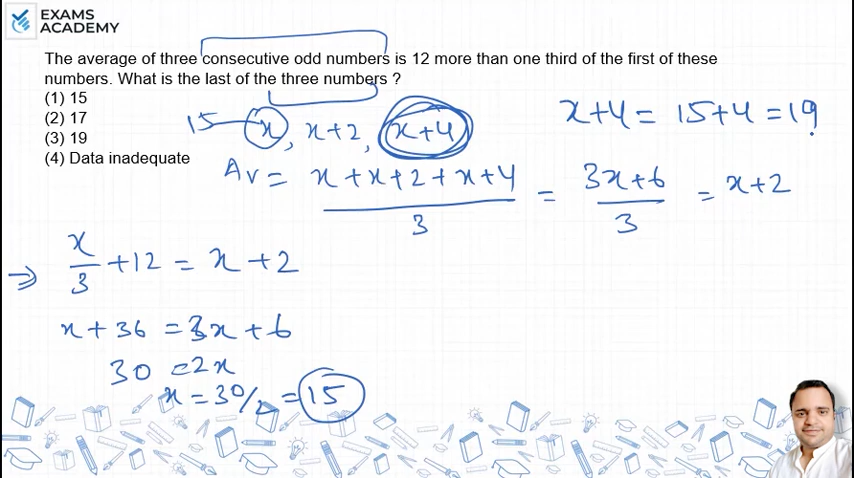 EXAMS
ACADEMY
The average of three consecutive odd numbers is 12 more than one third of the first of these
numbers. What is the last of the three numbers ?
(1) 15
(2) 17
(3) 19
(4) Data inadequate
15 x, x+2, x+4
x+4 = 15+4 = 19
Av = x+x+2+x+4 / 3 = 3x+6 / 3 = x+2
⇒ x/3 +12 = x+2
x+36 = 3x+6
30 = 2x
x = 30/2 = 15